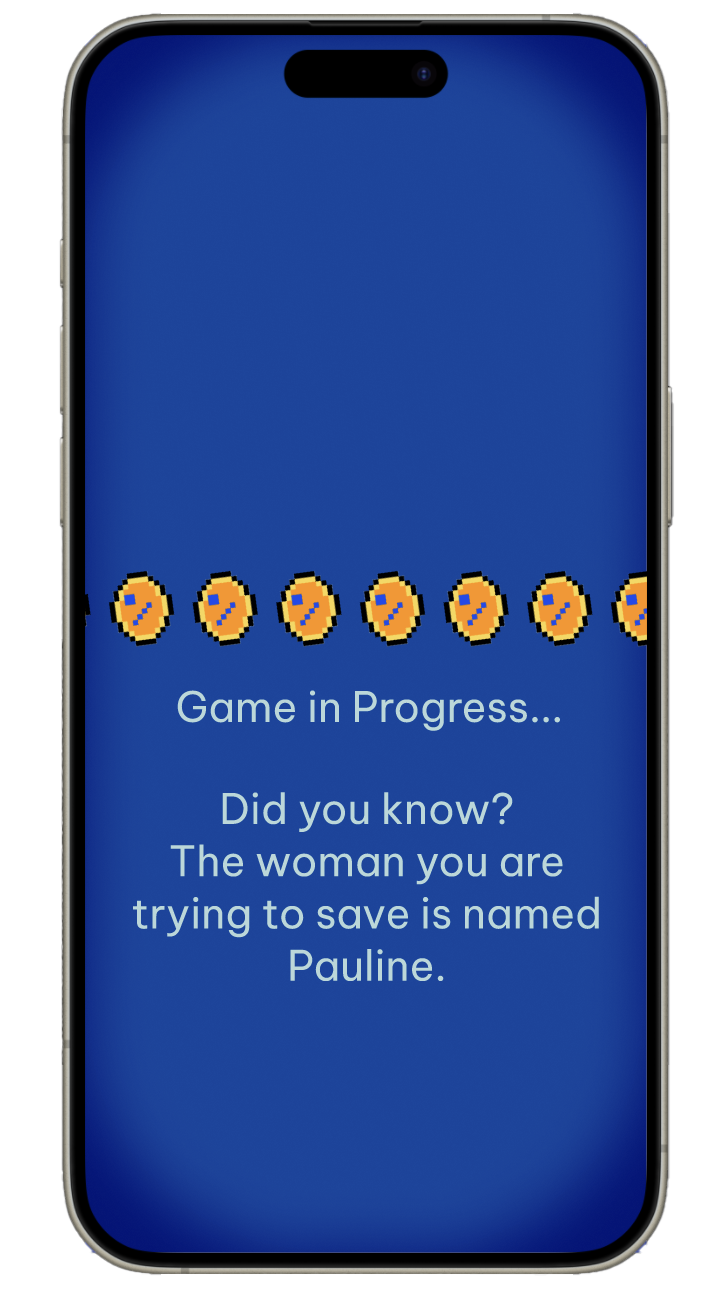 Game in Progress...
Did you know?
The woman you are
trying to save is named
Pauline.